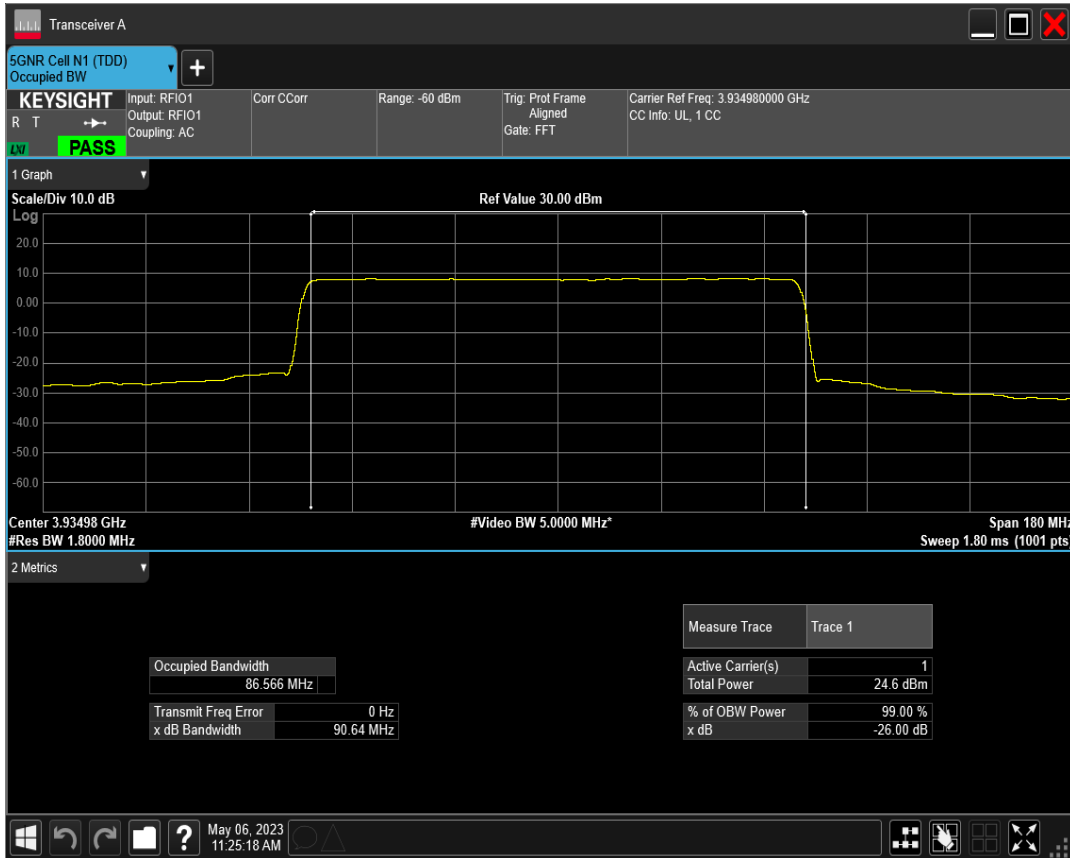 Transceiver A
5GNR Cell N1 (TDD)
Occupied BW
+
KEYSIGHT
R T
LXI
PASS
Input: RFIO1
Output: RFIO1
Coupling: AC
Corr CCorr
Range: -60 dBm
Trig: Prot Frame
Aligned
Gate: FFT
Carrier Ref Freq: 3.934980000 GHz
CC Info: UL, 1 CC
1 Graph
Scale/Div 10.0 dB
Ref Value 30.00 dBm
Log
20.0
10.0
0.00
-10.0
-20.0
-30.0
-40.0
-50.0
-60.0
Center 3.93498 GHz
#Video BW 5.0000 MHz*
Span 180 MHz
#Res BW 1.8000 MHz
Sweep 1.80 ms (1001 pts)
2 Metrics
Measure Trace Trace 1
Occupied Bandwidth
86.566 MHz
Active Carrier(s) 1
Total Power 24.6 dBm
Transmit Freq Error 0 Hz
x dB Bandwidth 90.64 MHz
% of OBW Power 99.00 %
x dB -26.00 dB
?
May 06, 2023
11:25:18 AM